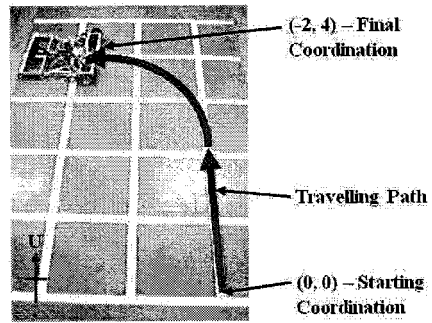 (-2, 4) – Final
Coordination
Travelling Path
U
(0, 0) – Starting
Coordination